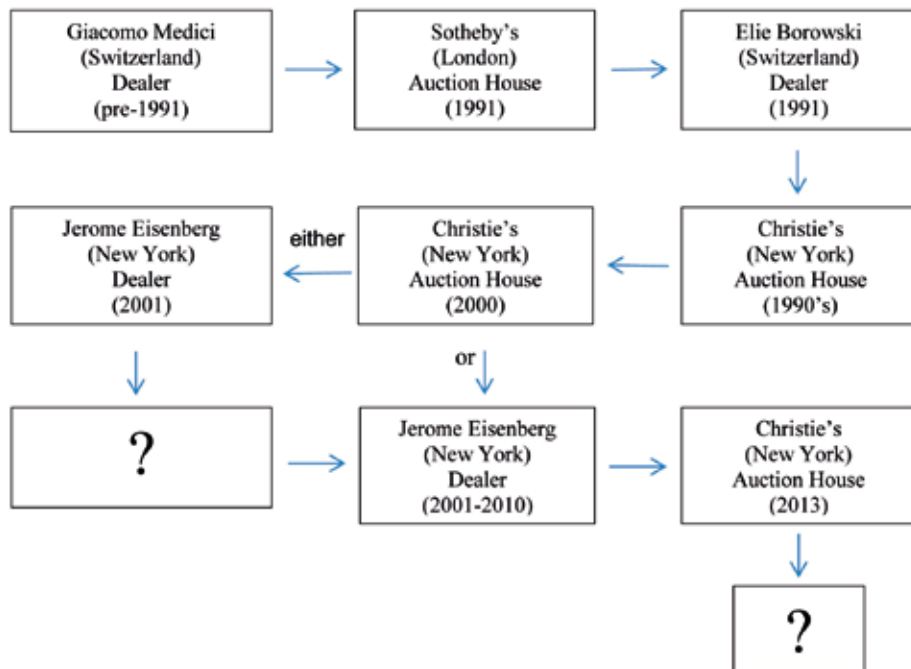 Giacomo Medici
(Switzerland)
Dealer
(pre-1991)
Sotheby's
(London)
Auction House
(1991)
Elie Borowski
(Switzerland)
Dealer
(1991)
Jerome Eisenberg
(New York)
Dealer
(2001)
either
Christie's
(New York)
Auction House
(2000)
Christie's
(New York)
Auction House
(1990's)
or
?
Jerome Eisenberg
(New York)
Dealer
(2001-2010)
Christie's
(New York)
Auction House
(2013)
?